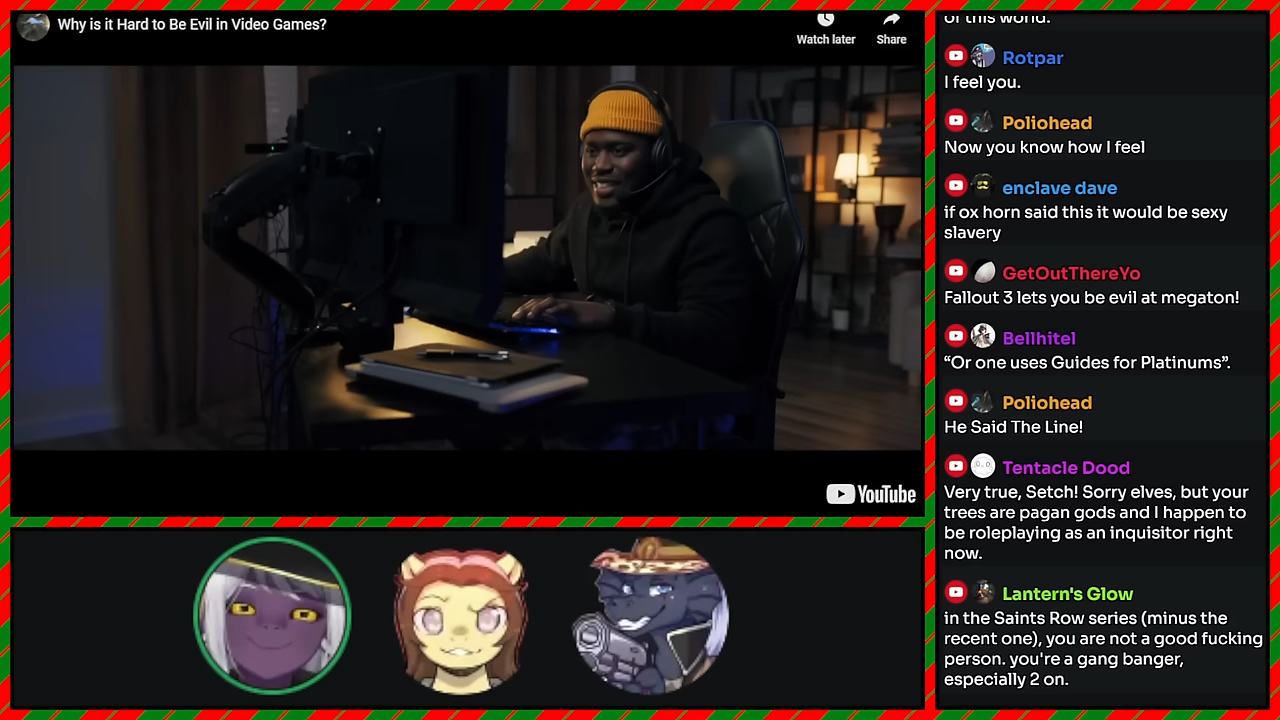 Why is it Hard to Be Evil in Video Games?
Watch later
Share
YouTube
of this world.
Rotpar
I feel you.
Poliohead
Now you know how I feel
enclave dave
if ox horn said this it would be sexy
slavery
GetOutThereYo
Fallout 3 lets you be evil at megaton!
Bellhitel
“Or one uses Guides for Platinums”.
Poliohead
He Said The Line!
Tentacle Dood
Very true, Setch! Sorry elves, but your
trees are pagan gods and I happen to
be roleplaying as an inquisitor right
now.
Lantern's Glow
in the Saints Row series (minus the
recent one), you are not a good fucking
person. you're a gang banger,
especially 2 on.